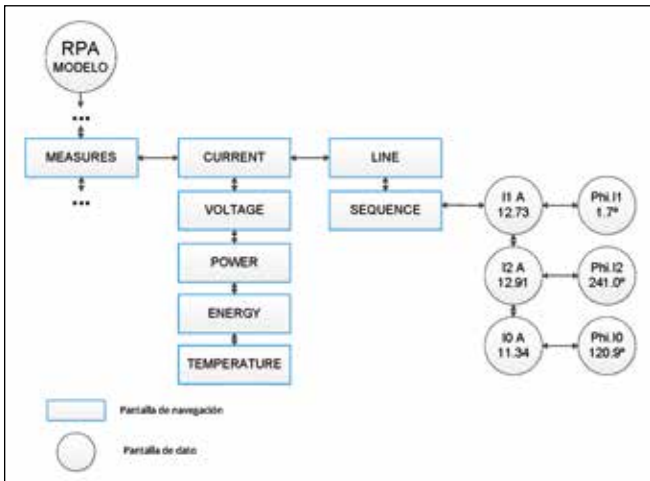 RPA
MODELO
...
MEASURES
CURRENT
LINE
...
VOLTAGE
SEQUENCE
I1 A
12.73
Phi.I1
1.7º
POWER
I2 A
12.91
Phi.I2
241.0º
ENERGY
I0 A
11.34
Phi.I0
120.9º
TEMPERATURE
Pantalla de navegación
Pantalla de dato